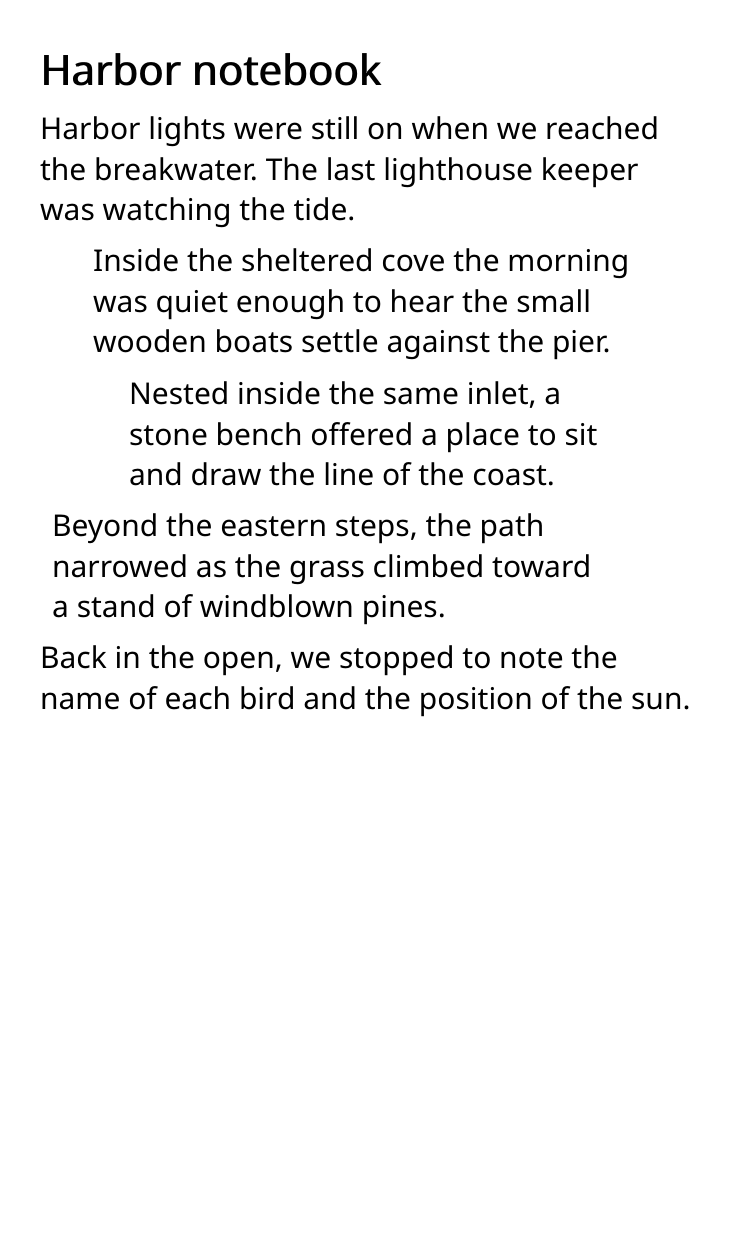 Harbor notebook
Harbor lights were still on when we reached
the breakwater. The last lighthouse keeper
was watching the tide.
Inside the sheltered cove the morning
was quiet enough to hear the small
wooden boats settle against the pier.
Nested inside the same inlet, a
stone bench offered a place to sit
and draw the line of the coast.
Beyond the eastern steps, the path
narrowed as the grass climbed toward
a stand of windblown pines.
Back in the open, we stopped to note the
name of each bird and the position of the sun.